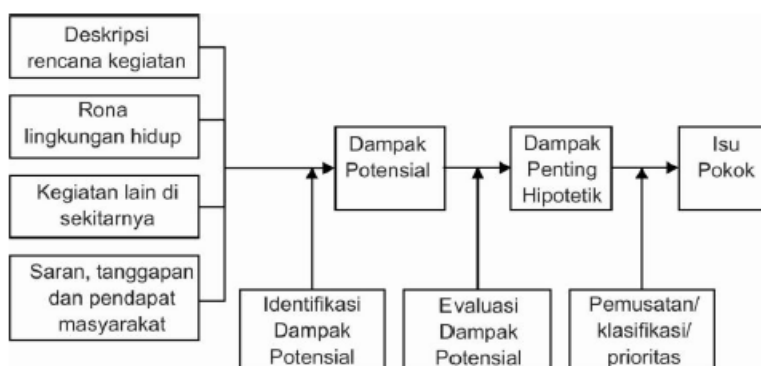 Deskripsi
rencana kegiatan
Rona
lingkungan hidup
Kegiatan lain di
sekitarnya
Saran, tanggapan
dan pendapat
masyarakat
Dampak
Potensial
Dampak
Penting
Hipotetik
Isu
Pokok
Identifikasi
Dampak
Potensial
Evaluasi
Dampak
Potensial
Pemusatan/
klasifikasi/
prioritas